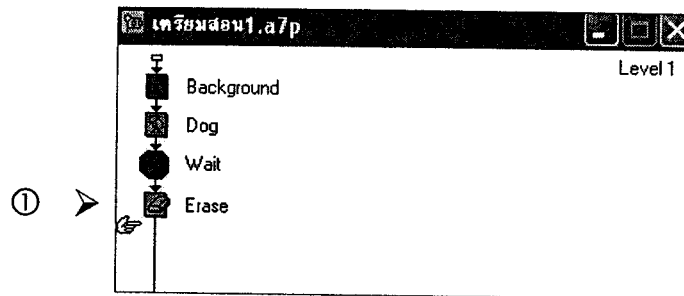 เตรียมสอน1.a7p
Level 1
Background
Dog
Wait
① ➤ Erase